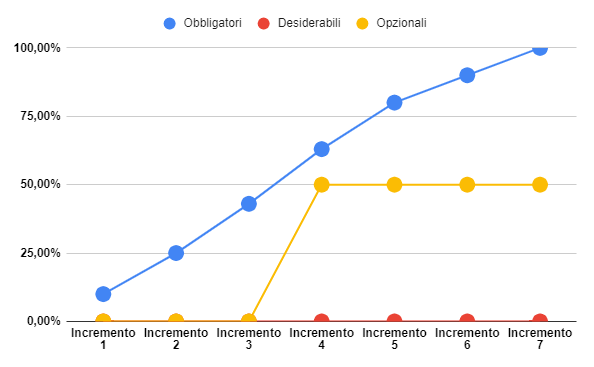 Obbligatori Desiderabili Opzionali
100,00%
75,00%
50,00%
25,00%
0,00%
Incremento Incremento Incremento Incremento Incremento Incremento Incremento
1 2 3 4 5 6 7